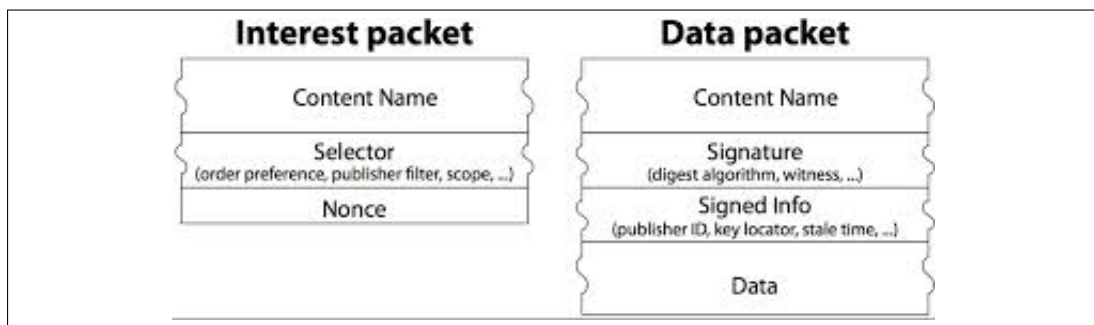 Interest packet
Content Name
Selector
(order preference, publisher filter, scope, ...)
Nonce
Data packet
Content Name
Signature
(digest algorithm, witness, ...)
Signed Info
(publisher ID, key locator, stale time, ...)
Data